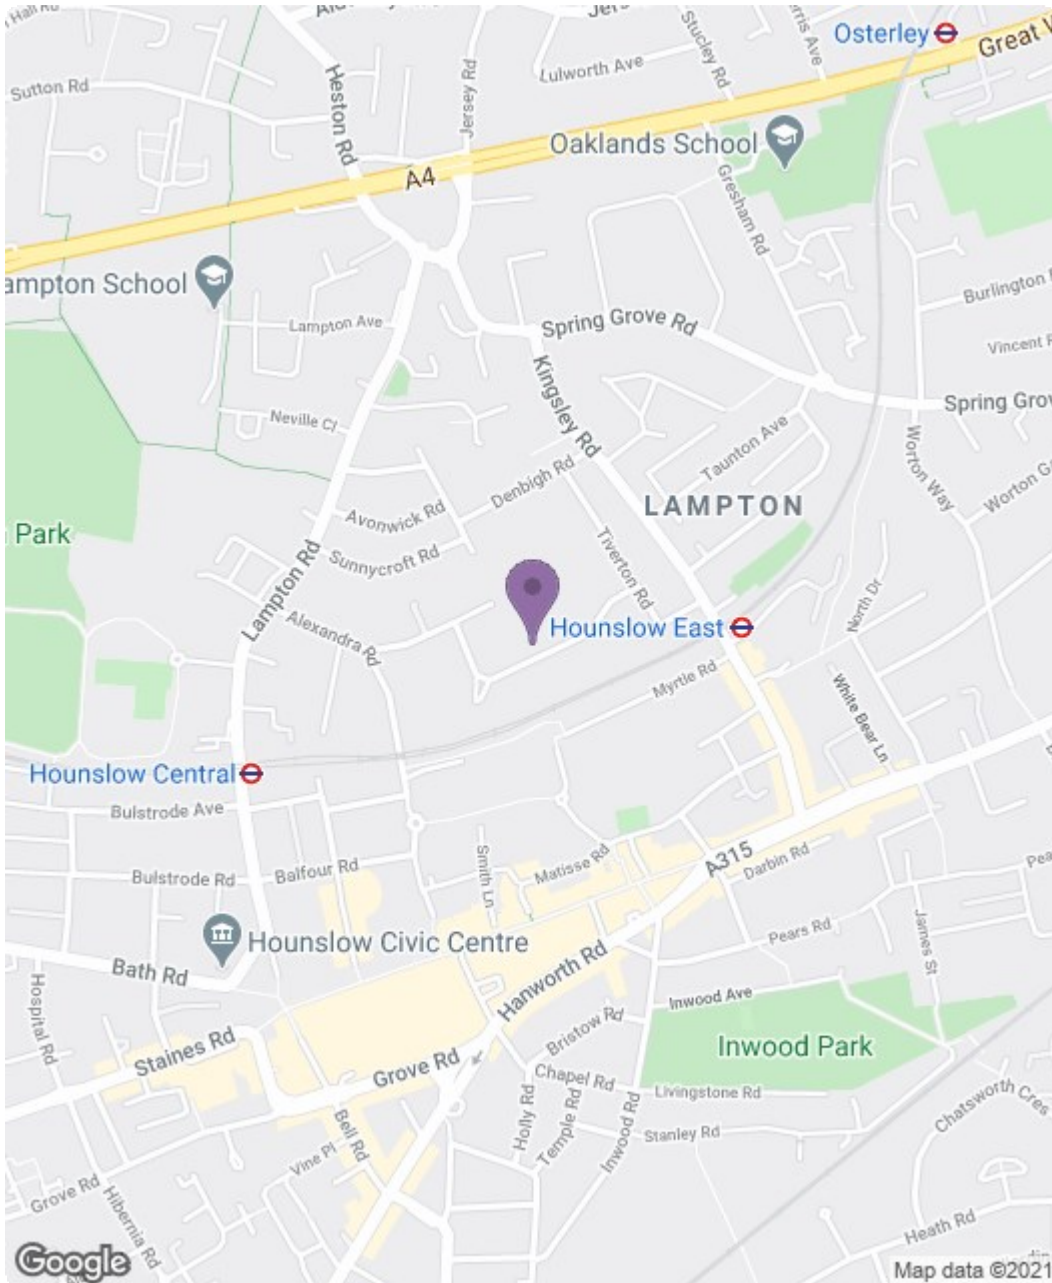 Hall Rd
Jersey Rd
Stucley Rd
Osterley
Great
Lulworth Ave
Sutton Rd
Heston Rd
Oaklands School
A4
Gresham Rd
ampton School
Burlington
Lampton Ave
Spring Grove Rd
Vincent
Kingsley Rd
Neville Cl
Spring Grov
Taunton Ave
Worton Way
Denbigh Rd
Worton
LAMPTON
Avonwick Rd
Park
Sunnycroft Rd
Tiverton Rd
Lampton Rd
North Dr
Alexandra Rd
Hounslow East
Myrtle Rd
White Bear Ln
Hounslow Central
Bulstrode Ave
A315
Smith Ln
Matisse Rd
Darbin Rd
Bulstrode Rd
Balfour Rd
James St
Pears Rd
Hounslow Civic Centre
Bath Rd
Hanworth Rd
Inwood Ave
Hospital Rd
Bristow Rd
Staines Rd
Inwood Park
Grove Rd
Chapel Rd
Livingstone Rd
Chatsworth Cres
Holly Rd
Temple Rd
Inwood Rd
Stanley Rd
Bell Rd
Vine Pl
Grove Rd
Hibernia Rd
Heath Rd
Google
Map data ©2021